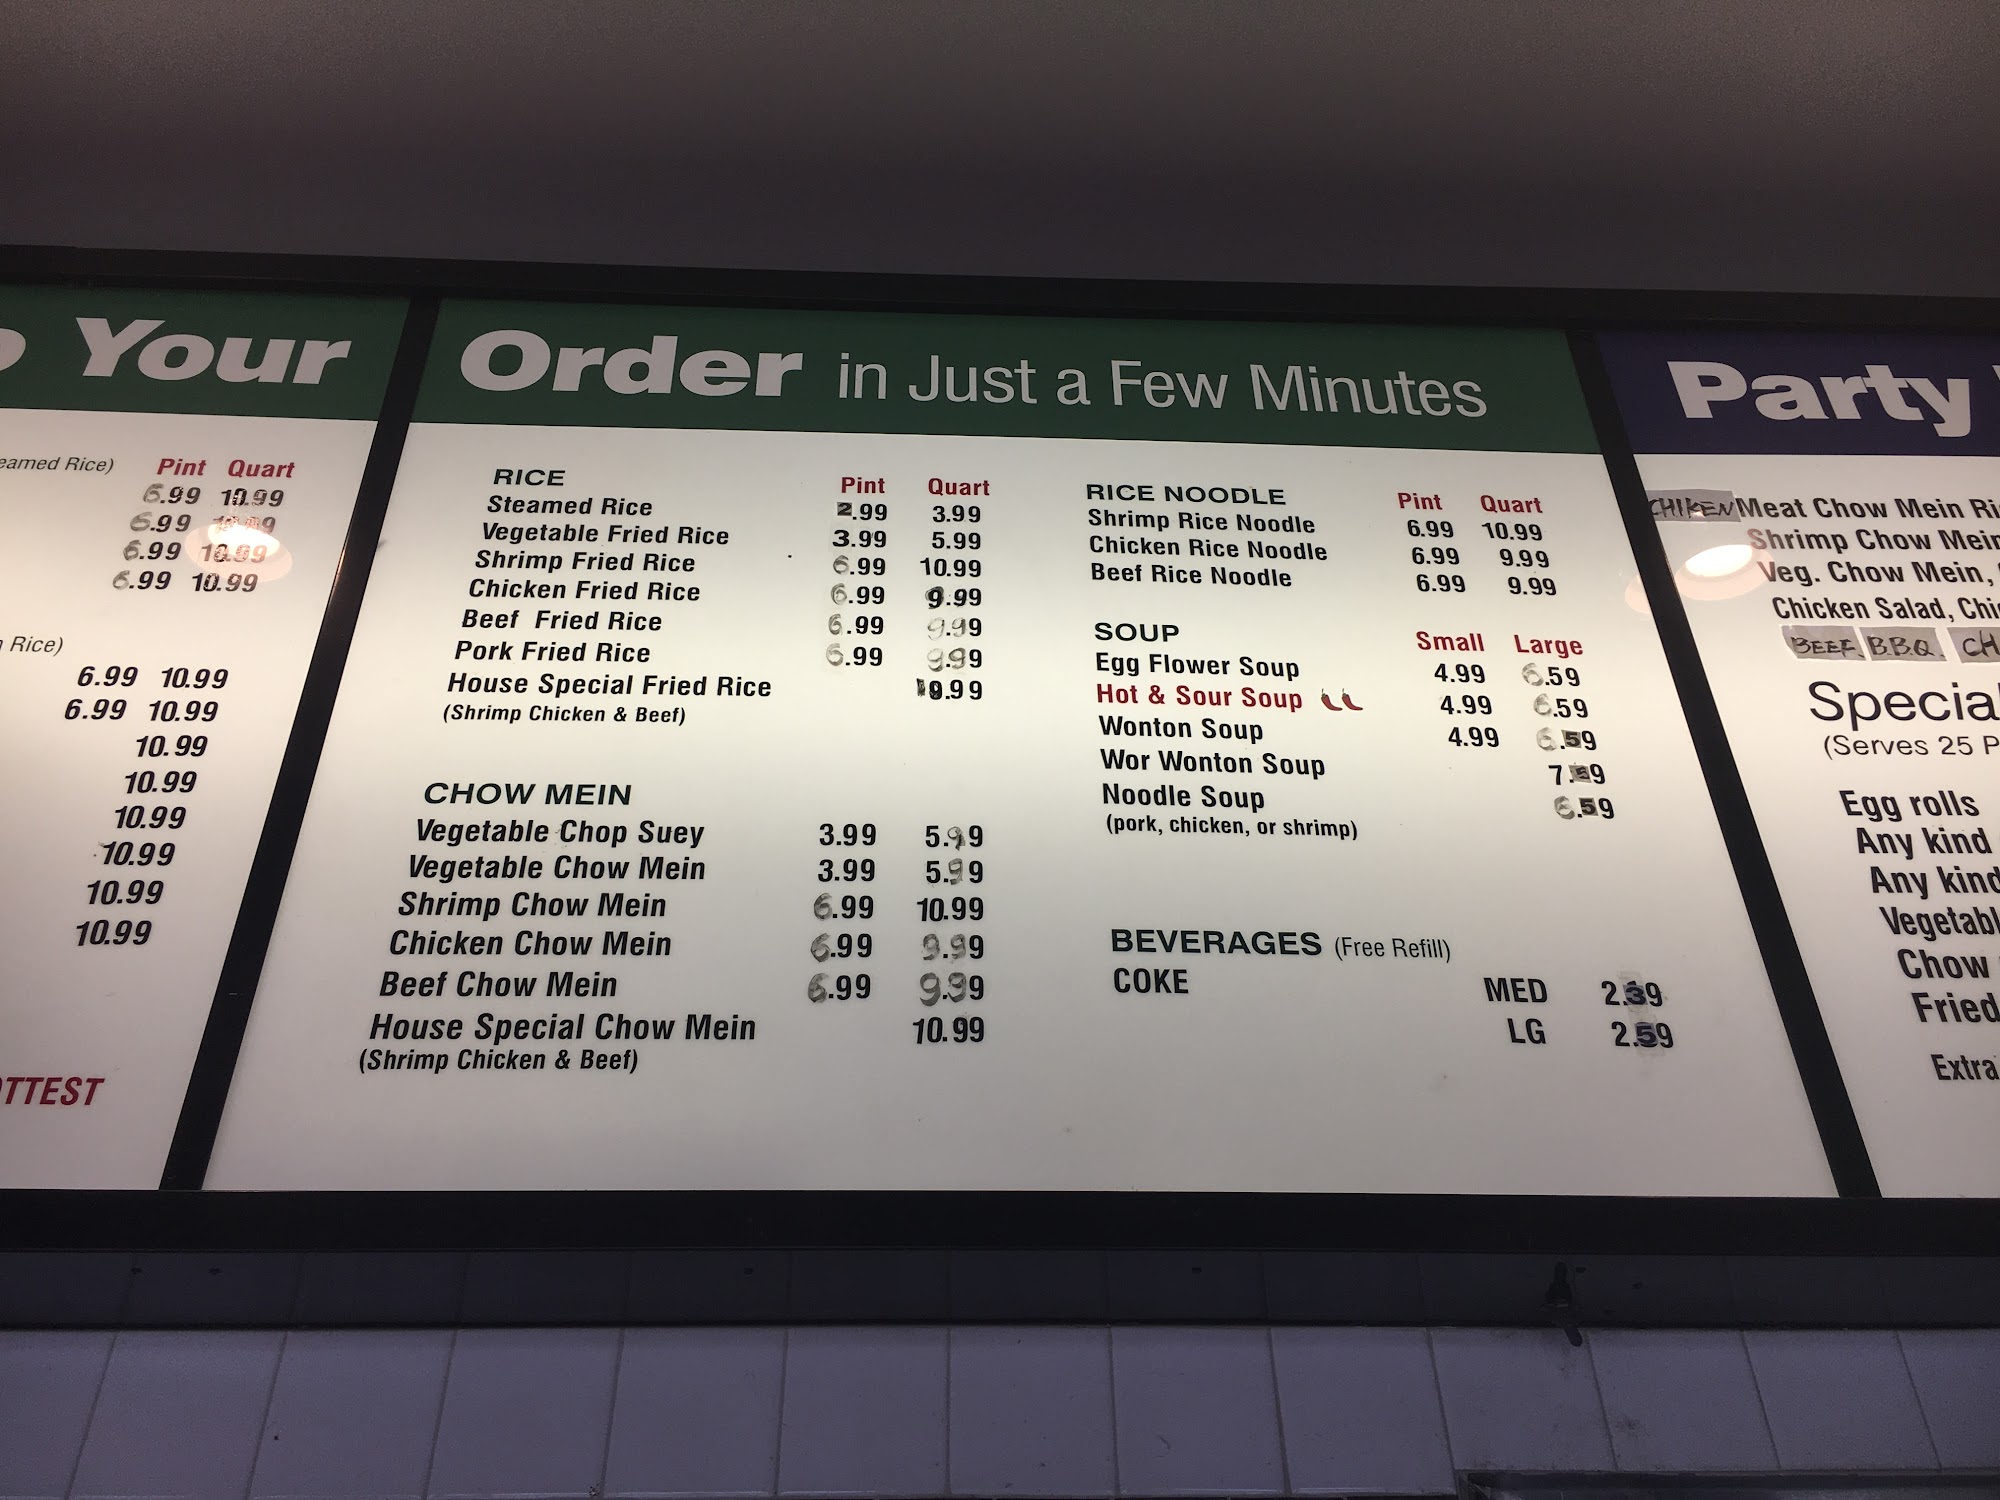 Your
eamed Rice) Pint Quart
6.99 10.99
6.99
6.99 10.99
6.99 10.99
Rice)
6.99 10.99
6.99 10.99
10.99
10.99
10.99
10.99
10.99
10.99
OTTEST
Order in Just a Few Minutes
RICE Pint Quart
Steamed Rice 2.99 3.99
Vegetable Fried Rice 3.99 5.99
Shrimp Fried Rice 6.99 10.99
Chicken Fried Rice 6.99 9.99
Beef Fried Rice 6.99 9.99
Pork Fried Rice 6.99 9.99
House Special Fried Rice 10.99
(Shrimp Chicken & Beef)
CHOW MEIN
Vegetable Chop Suey 3.99 5.99
Vegetable Chow Mein 3.99 5.99
Shrimp Chow Mein 6.99 10.99
Chicken Chow Mein 6.99 9.99
Beef Chow Mein 6.99 9.99
House Special Chow Mein 10.99
(Shrimp Chicken & Beef)
RICE NOODLE Pint Quart
Shrimp Rice Noodle 6.99 10.99
Chicken Rice Noodle 6.99 9.99
Beef Rice Noodle 6.99 9.99
SOUP Small Large
Egg Flower Soup 4.99 6.59
Hot & Sour Soup 4.99 6.59
Wonton Soup 4.99 6.59
Wor Wonton Soup 7.59
Noodle Soup 6.59
(pork, chicken, or shrimp)
BEVERAGES (Free Refill)
COKE MED 2.39
LG 2.59
Party
CHIKEN Meat Chow Mein Ri
Shrimp Chow Mein
Veg. Chow Mein,
Chicken Salad, Chi
BEEF. B.B.Q. CH
Specia
(Serves 25 P
Egg rolls
Any kind
Any kind
Vegetabl
Chow
Fried
Extra